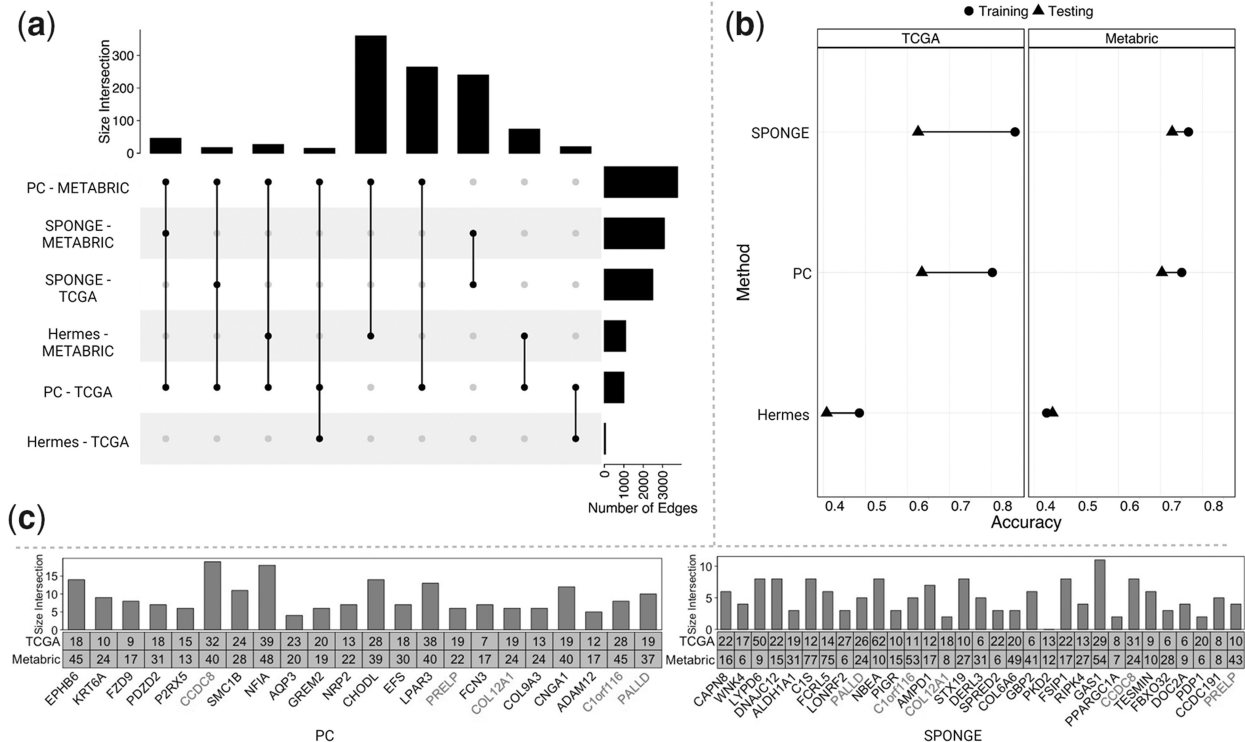 (a)
Size Intersection
300
200
100
0
PC - METABRIC
SPONGE -
METABRIC
SPONGE -
TCGA
Hermes -
METABRIC
PC - TCGA
Hermes - TCGA
0
1000
2000
3000
Number of Edges
(b)
Training Testing
TCGA Metabric
Method
SPONGE
PC
Hermes
0.4 0.5 0.6 0.7 0.8 0.4 0.5 0.6 0.7 0.8
Accuracy
(c)
Size Intersection
15
10
5
0
TCGA 18 10 9 18 15 32 24 39 23 20 13 28 18 38 19 7 19 13 19 12 28 19
Metabric 45 24 17 31 13 40 28 48 20 19 22 39 30 40 22 17 24 24 40 17 45 37
EPHB6 KRT6A FZD9 PDZD2 P2RX5 CCDC8 SMC1B NFIA AQP3 GREM2 NRP2 CHODL EFS LPAR3 PRELP FCN3 COL12A1 COL9A3 CNGA1 ADAM12 C1orf116 PALLD
PC
Size Intersection
10
5
0
TCGA 22 17 50 22 19 12 14 27 26 62 10 11 12 18 10 6 22 20 6 12 22 13 29 8 31 9 6 6 20 8 10
Metabric 16 6 9 15 31 77 75 6 24 10 15 53 17 8 27 31 6 49 41 12 17 27 54 7 24 10 28 9 6 8 43
CAPN8 WNK4 LYPD6 DNAJC12 ALDH1A1 C1S FCRL5 LONRF2 PALLD NBEA PIGR C1orf116 AMPD1 COL12A1 STX19 DERL3 SPRED2 COL6A6 GBP2 PKD2 FSIP1 RIPK4 GAS1 PPARGC1A CCDC8 TESMIN FBXO32 DOC2A PDP1 CCDC191 PRELP
SPONGE